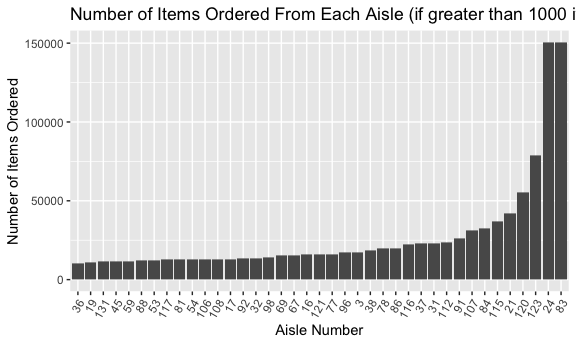 Number of Items Ordered From Each Aisle (if greater than 1000 i
150000
100000
50000
0
Number of Items Ordered
36 19 131 45 59 88 53 117 81 54 106 108 17 92 32 98 69 67 16 121 77 96 3 38 78 86 116 37 31 112 91 107 84 115 21 120 123 24 83
Aisle Number